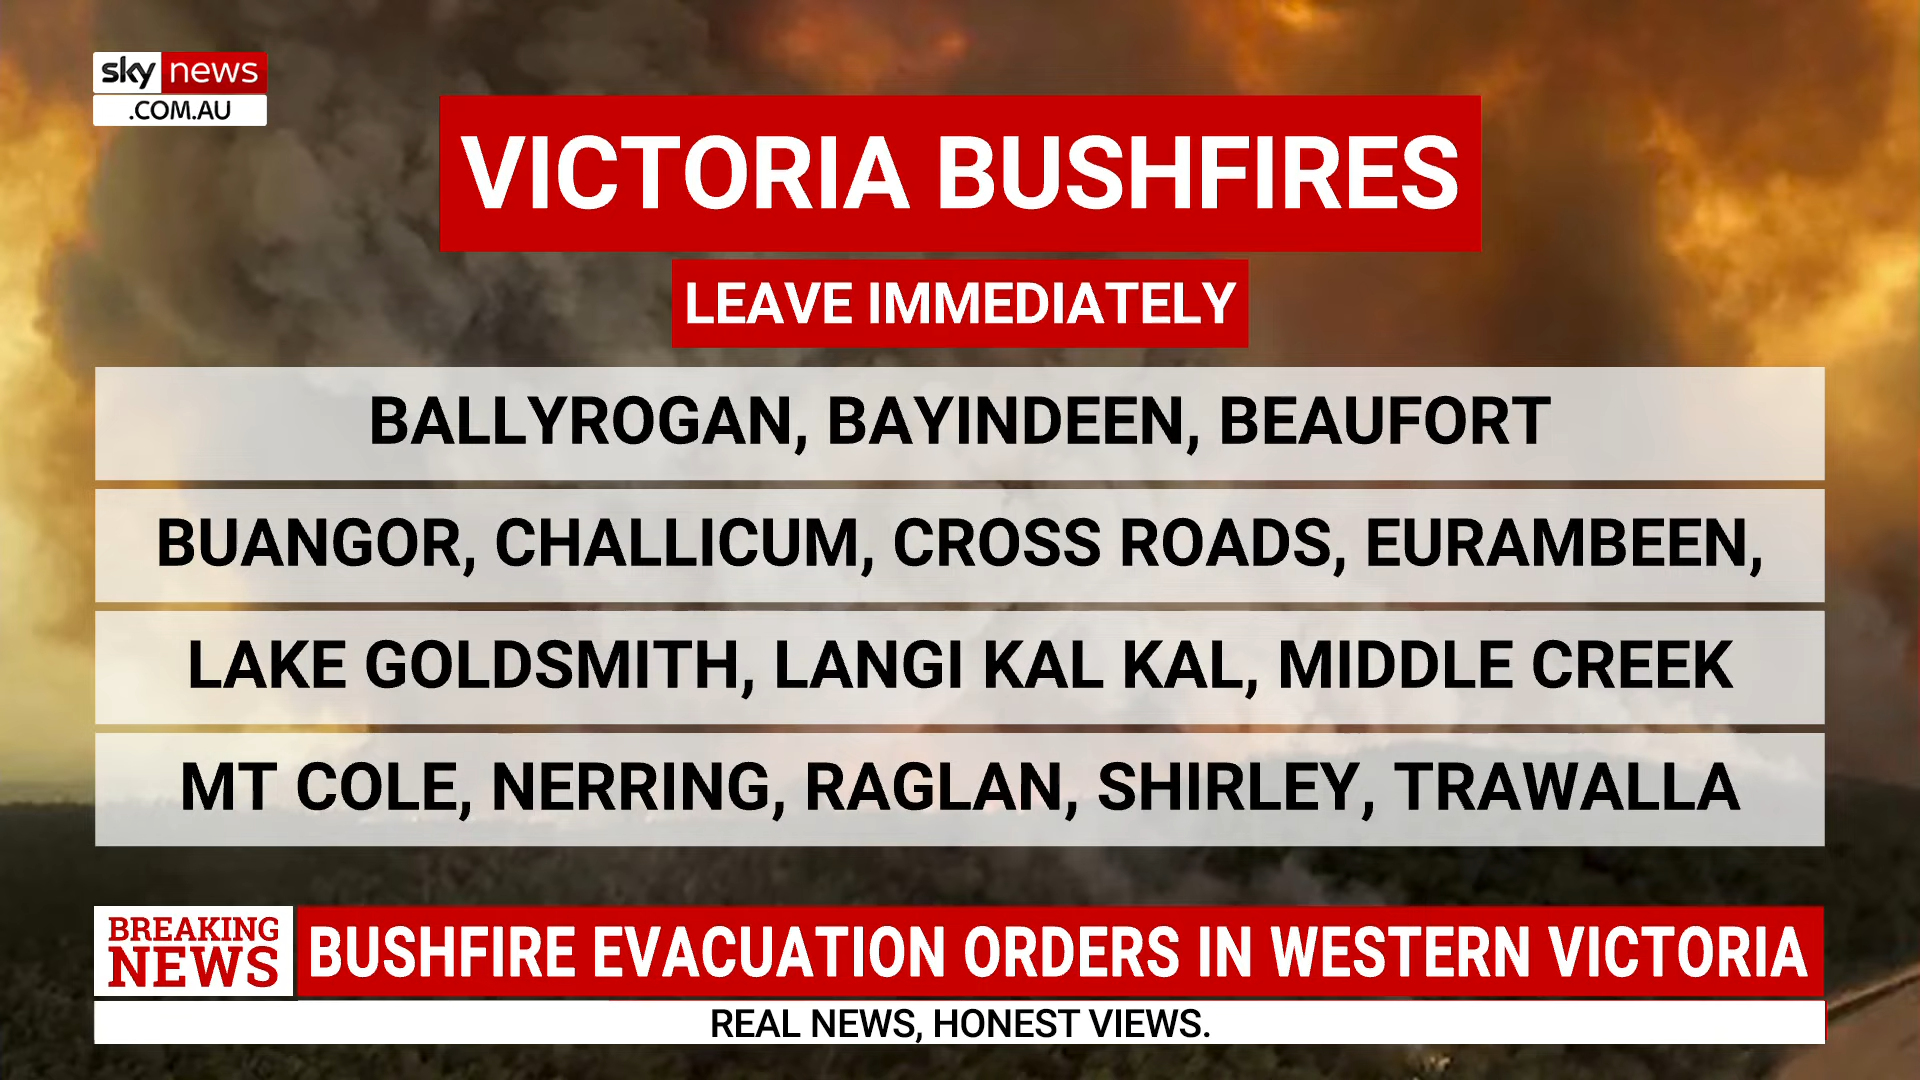 sky news
.COM.AU
VICTORIA BUSHFIRES
LEAVE IMMEDIATELY
BALLYROGAN, BAYINDEEN, BEAUFORT
BUANGOR, CHALLICUM, CROSS ROADS, EURAMBEEN,
LAKE GOLDSMITH, LANGI KAL KAL, MIDDLE CREEK
MT COLE, NERRING, RAGLAN, SHIRLEY, TRAWALLA
BREAKING
NEWS
BUSHFIRE EVACUATION ORDERS IN WESTERN VICTORIA
REAL NEWS, HONEST VIEWS.